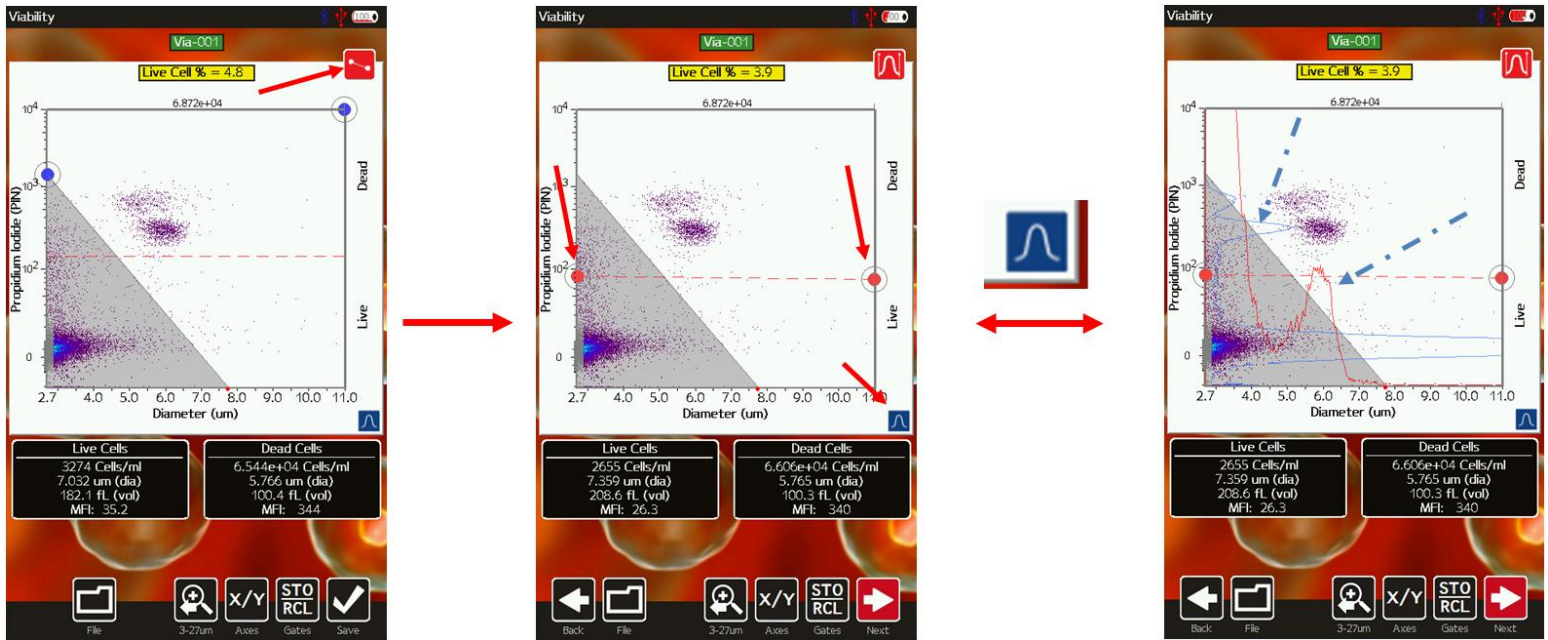 Viability
Via-001
Live Cell % = 4.8
6.872e+04
10⁴
10³
10²
0
Propidium Iodide (PIN)
Dead
Live
2.7 4.0 5.0 6.0 7.0 8.0 9.0 10.0 11.0
Diameter (um)
Live Cells
3274 Cells/ml
7.032 um (dia)
182.1 fL (vol)
MFI: 35.2
Dead Cells
6.544e+04 Cells/ml
5.766 um (dia)
100.4 fL (vol)
MFI: 344
X/Y
STO
RCL
File 3-27um Axes Gates Save
Viability
Via-001
Live Cell % = 3.9
6.872e+04
10⁴
10³
10²
0
Propidium Iodide (PIN)
Dead
Live
2.7 4.0 5.0 6.0 7.0 8.0 9.0 10.0
Diameter (um)
Live Cells
2655 Cells/ml
7.359 um (dia)
208.6 fL (vol)
MFI: 26.3
Dead Cells
6.606e+04 Cells/ml
5.765 um (dia)
100.3 fL (vol)
MFI: 340
X/Y
STO
RCL
Back File 3-27um Axes Gates Next
Viability
Via-001
Live Cell % = 3.9
6.872e+04
10⁴
10³
10²
0
Propidium Iodide (PIN)
Dead
Live
2.7 4.0 5.0 6.0 7.0 8.0 9.0 10.0 11.0
Diameter (um)
Live Cells
2655 Cells/ml
7.359 um (dia)
208.6 fL (vol)
MFI: 26.3
Dead Cells
6.606e+04 Cells/ml
5.765 um (dia)
100.3 fL (vol)
MFI: 340
X/Y
STO
RCL
Back File 3-27um Axes Gates Next